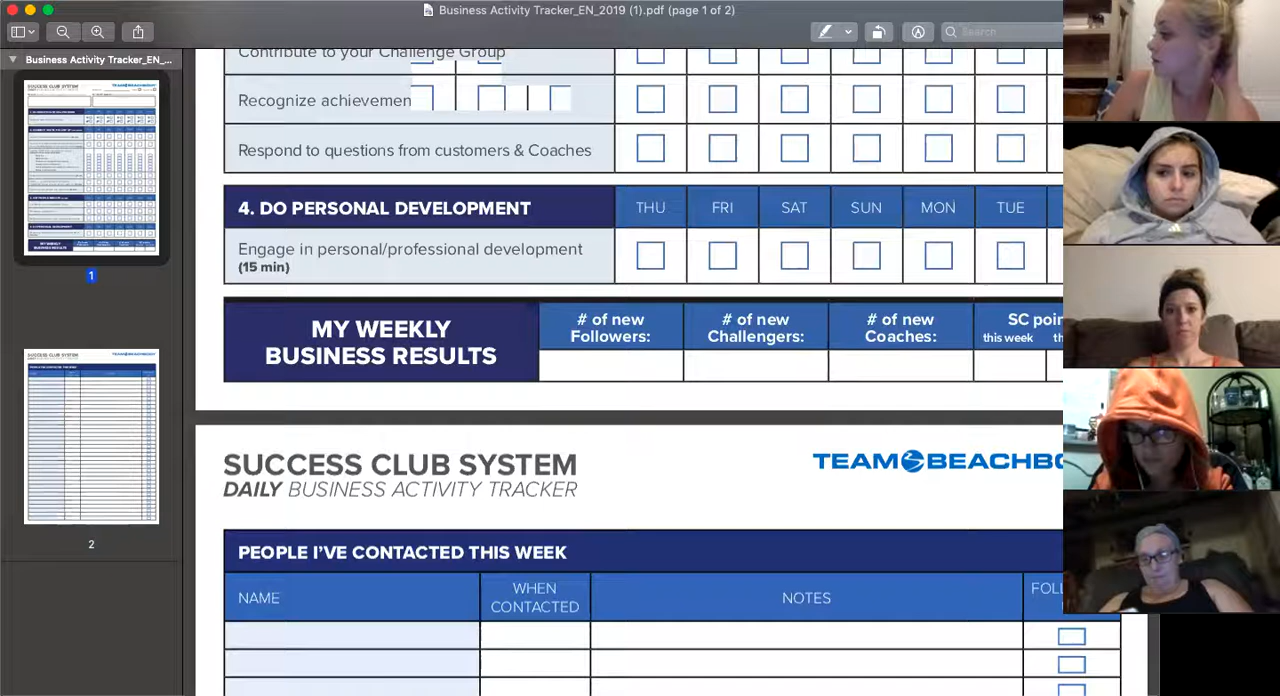 Business Activity Tracker_EN_2019 (1).pdf (page 1 of 2)
Search
Business Activity Tracker_EN_...
1
2
Contribute to your Challenge Group
Recognize achievemen
Respond to questions from customers & Coaches
4. DO PERSONAL DEVELOPMENT THU FRI SAT SUN MON TUE
Engage in personal/professional development
(15 min)
MY WEEKLY
BUSINESS RESULTS
# of new
Followers:
# of new
Challengers:
# of new
Coaches:
SC poin
this week th
SUCCESS CLUB SYSTEM
DAILY BUSINESS ACTIVITY TRACKER
TEAM BEACHBO
PEOPLE I'VE CONTACTED THIS WEEK
NAME
WHEN
CONTACTED
NOTES
FOLL